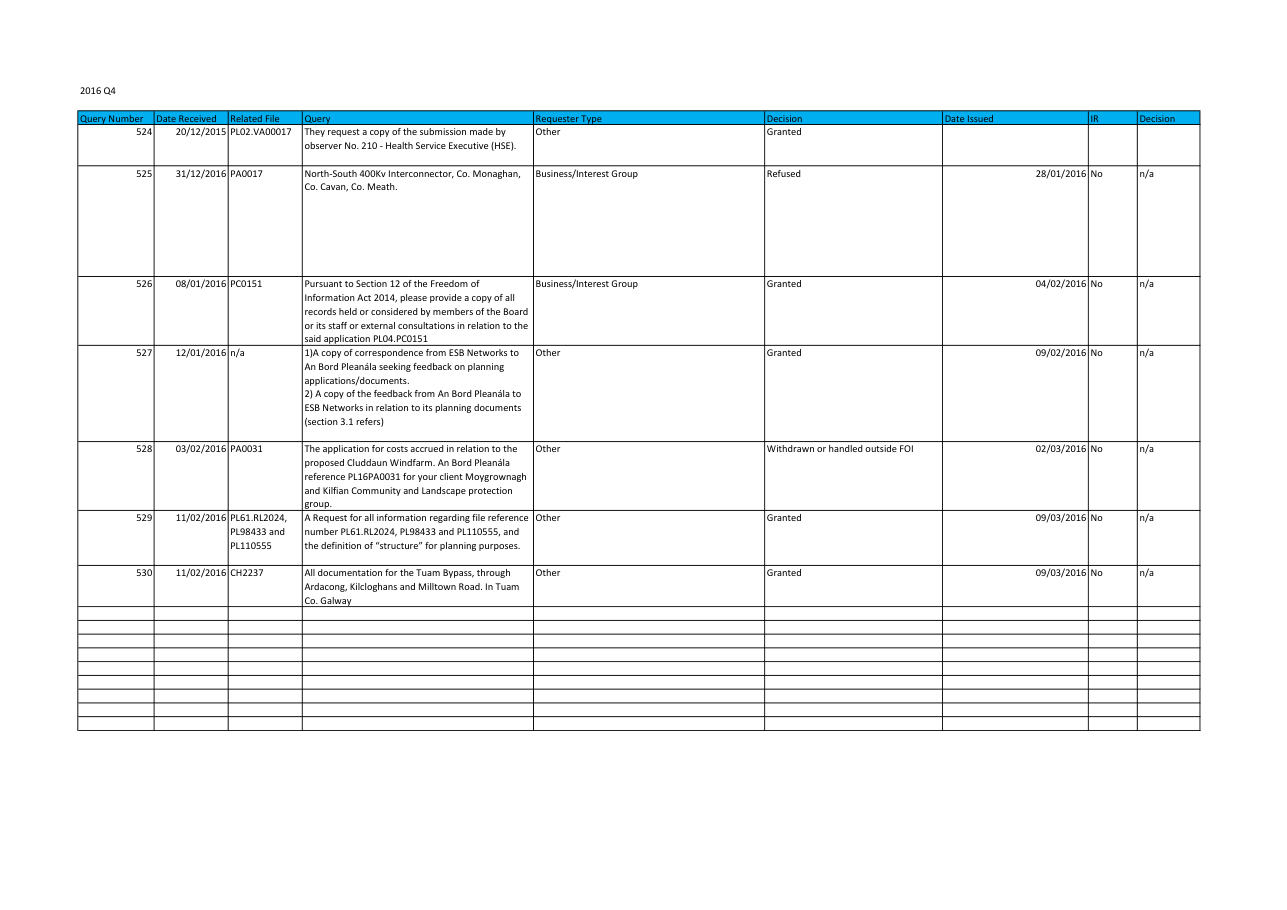 2016 Q4
Query Number Date Received Related File Query Requester Type Decision Date Issued IR Decision
524 20/12/2015 PL02.VA00017 They request a copy of the submission made by Other Granted
observer No. 210 - Health Service Executive (HSE).
525 31/12/2016 PA0017 North-South 400Kv Interconnector, Co. Monaghan, Business/Interest Group Refused 28/01/2016 No n/a
Co. Cavan, Co. Meath.
526 08/01/2016 PC0151 Pursuant to Section 12 of the Freedom of Business/Interest Group Granted 04/02/2016 No n/a
Information Act 2014, please provide a copy of all
records held or considered by members of the Board
or its staff or external consultations in relation to the
said application PL04.PC0151
527 12/01/2016 n/a 1)A copy of correspondence from ESB Networks to Other Granted 09/02/2016 No n/a
An Bord Pleanála seeking feedback on planning
applications/documents.
2) A copy of the feedback from An Bord Pleanála to
ESB Networks in relation to its planning documents
(section 3.1 refers)
528 03/02/2016 PA0031 The application for costs accrued in relation to the Other Withdrawn or handled outside FOI 02/03/2016 No n/a
proposed Cluddaun Windfarm. An Bord Pleanála
reference PL16PA0031 for your client Moygrownagh
and Kilfian Community and Landscape protection
group.
529 11/02/2016 PL61.RL2024, A Request for all information regarding file reference Other Granted 09/03/2016 No n/a
PL98433 and number PL61.RL2024, PL98433 and PL110555, and
PL110555 the definition of “structure” for planning purposes.
530 11/02/2016 CH2237 All documentation for the Tuam Bypass, through Other Granted 09/03/2016 No n/a
Ardacong, Kilcloghans and Milltown Road. In Tuam
Co. Galway